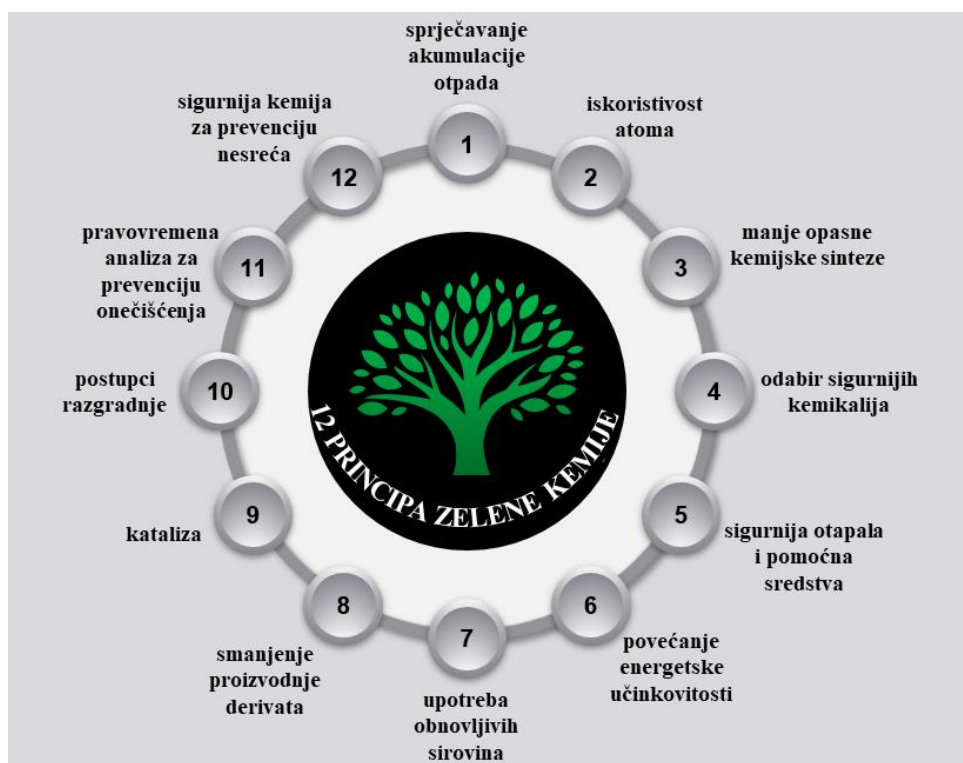 sprječavanje
akumulacije
otpada
1
iskoristivost
atoma
2
manje opasne
kemijske sinteze
3
odabir sigurnijih
kemikalija
4
sigurnija otapala
i pomoćna
sredstva
5
povećanje
energetske
učinkovitosti
6
upotreba
obnovljivih
sirovina
7
smanjenje
proizvodnje
derivata
8
kataliza
9
postupci
razgradnje
10
pravovremena
analiza za
prevenciju
onečišćenja
11
sigurnija kemija
za prevenciju
nesreća
12
12 PRINCIPA ZELENE KEMIJE